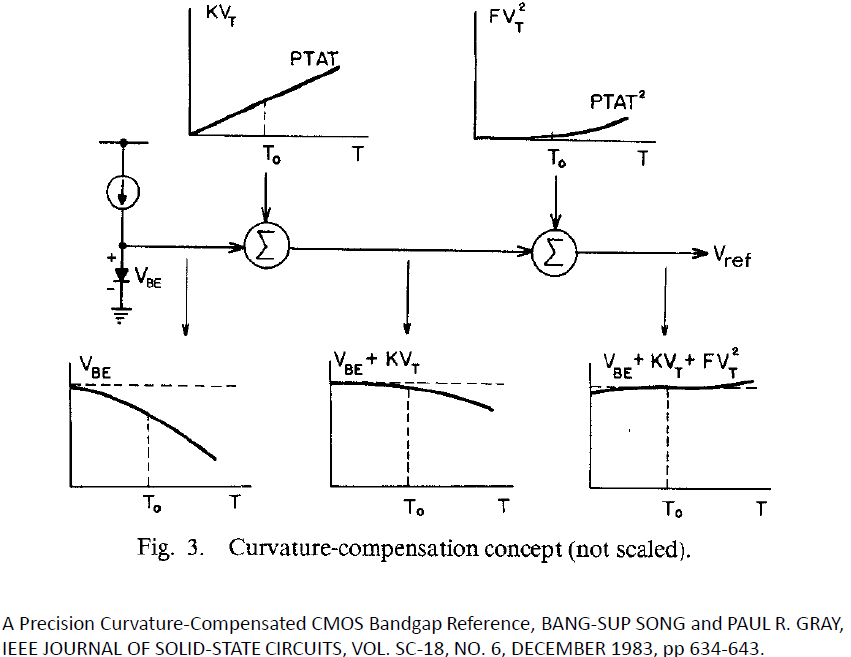 KV_T
FV_T^2
PTAT
PTAT^2
T_o
T
T_o
T
Σ
Σ
V_ref
+
V_BE
-
V_BE
V_BE + KV_T
V_BE + KV_T + FV_T^2
T_o
T
T_o
T
T_o
T
Fig. 3. Curvature-compensation concept (not scaled).
A Precision Curvature-Compensated CMOS Bandgap Reference, BANG-SUP SONG and PAUL R. GRAY,
IEEE JOURNAL OF SOLID-STATE CIRCUITS, VOL. SC-18, NO. 6, DECEMBER 1983, pp 634-643.